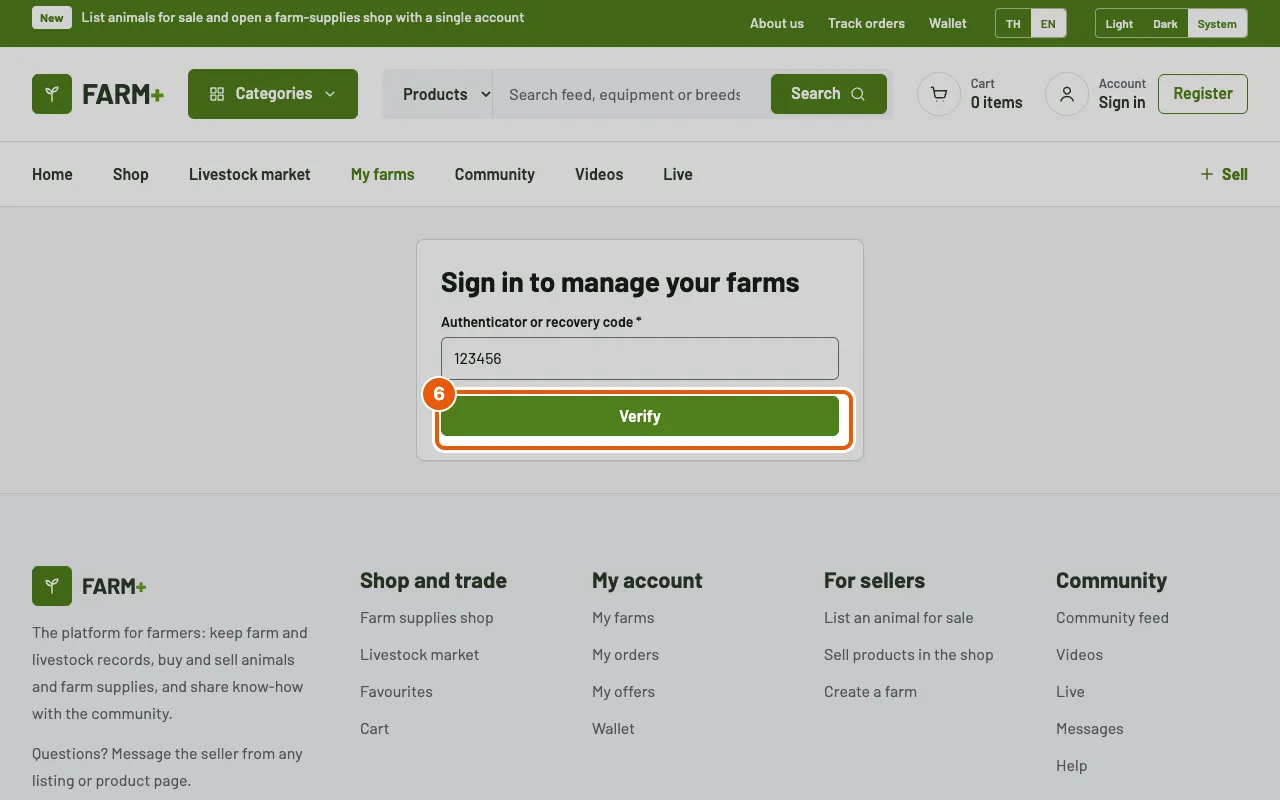 New List animals for sale and open a farm-supplies shop with a single account
About us Track orders Wallet TH EN Light Dark System
FARM+ Categories Products Search feed, equipment or breeds Search Cart 0 items Account Sign in Register
Home Shop Livestock market My farms Community Videos Live + Sell
Sign in to manage your farms
Authenticator or recovery code *
123456
6
Verify
FARM+
The platform for farmers: keep farm and
livestock records, buy and sell animals
and farm supplies, and share know-how
with the community.
Questions? Message the seller from any
listing or product page.
Shop and trade
Farm supplies shop
Livestock market
Favourites
Cart
My account
My farms
My orders
My offers
Wallet
For sellers
List an animal for sale
Sell products in the shop
Create a farm
Community
Community feed
Videos
Live
Messages
Help